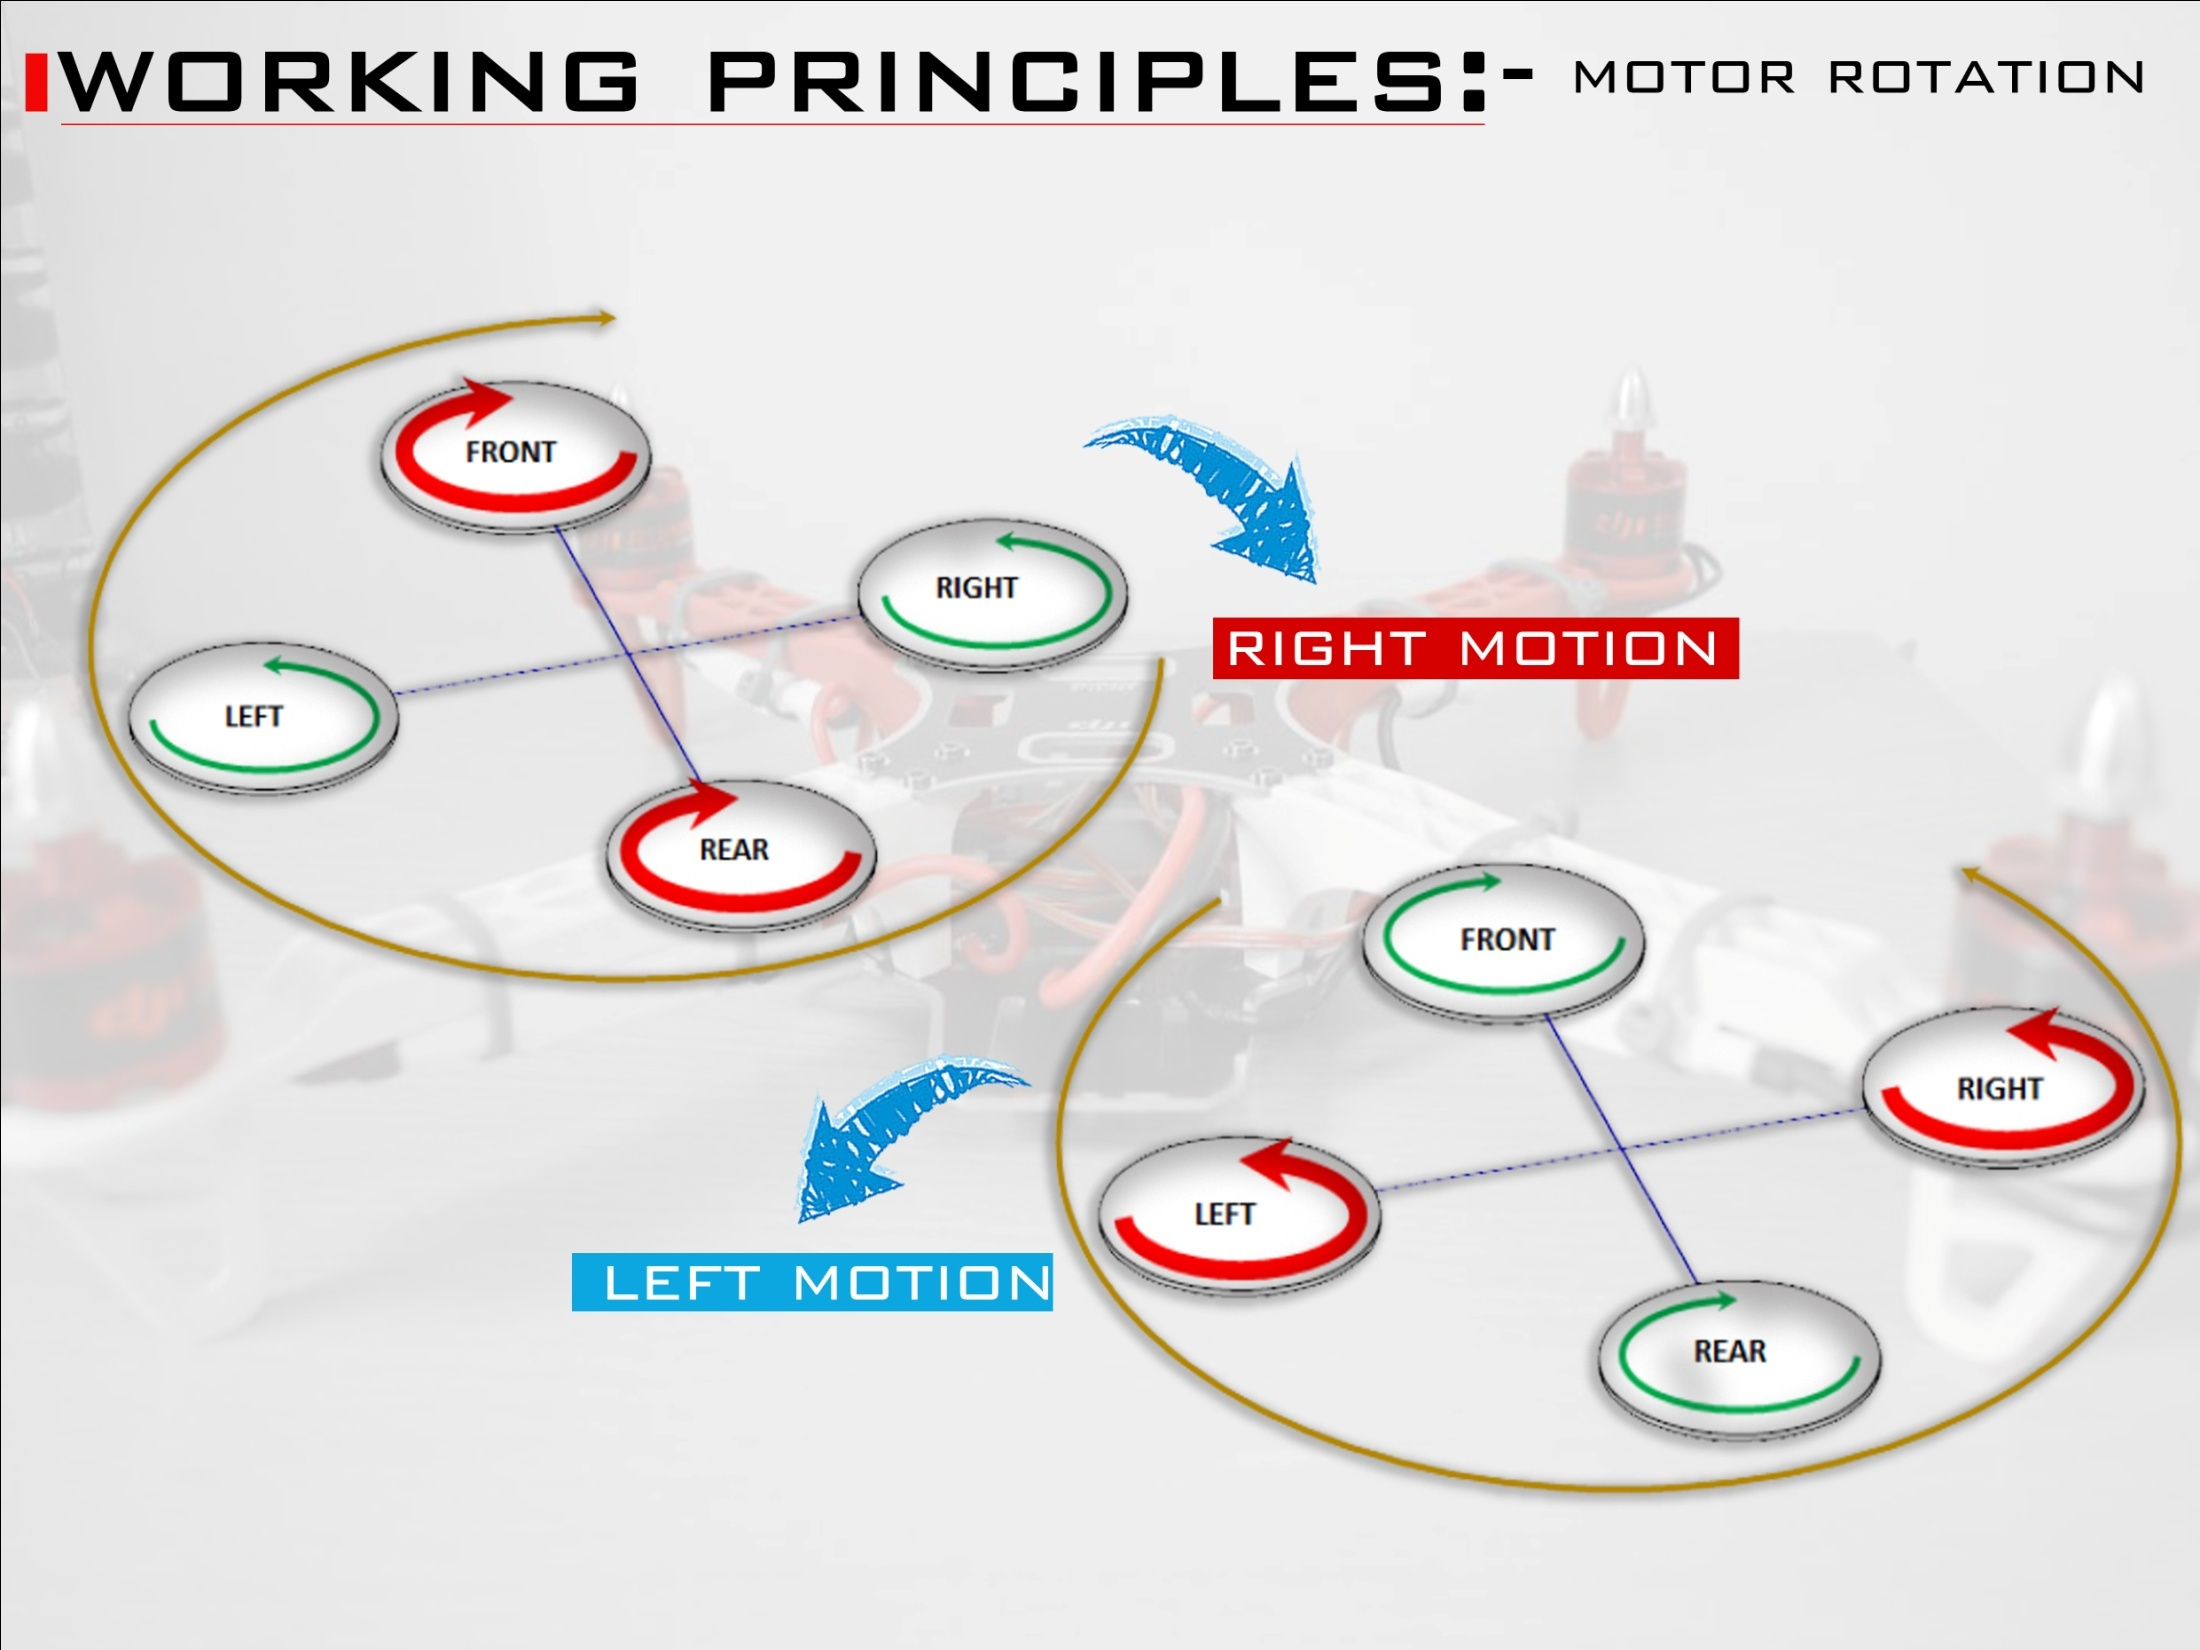 WORKING PRINCIPLES:- MOTOR ROTATION
FRONT
RIGHT
LEFT
REAR
RIGHT MOTION
FRONT
RIGHT
LEFT
REAR
LEFT MOTION